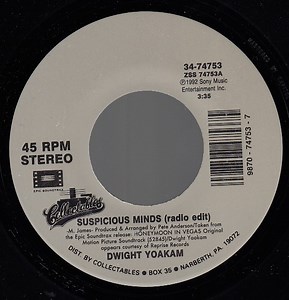 34-74753
ZSS 74753A
Ⓟ1992 Sony Music
Entertainment Inc.
3:35
45 RPM
STEREO
EPIC SOUNDTRAX
9870 - 74753 - 7
Collectables
SUSPICIOUS MINDS (radio edit)
-M. James- Produced and Arranged by Pete Anderson/Taken from
the Epic Soundtrax release: HONEYMOON IN VEGAS Original
Motion Picture Soundtrack (52845)/Dwight Yoakam
appears courtesy of Reprise Records
DWIGHT YOAKAM
DIST. BY COLLECTABLES • BOX 35 • NARBERTH, PA. 19072